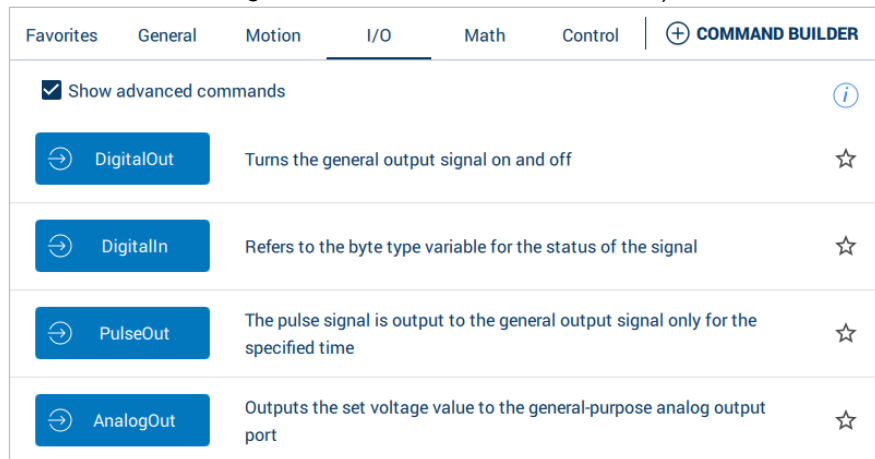 Favorites General Motion I/O Math Control COMMAND BUILDER
Show advanced commands
DigitalOut Turns the general output signal on and off
DigitalIn Refers to the byte type variable for the status of the signal
PulseOut The pulse signal is output to the general output signal only for the
specified time
AnalogOut Outputs the set voltage value to the general-purpose analog output
port